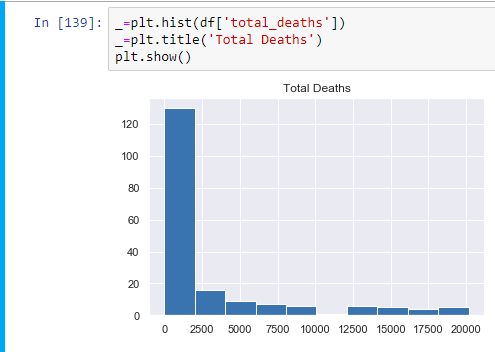 In [139]: _=plt.hist(df['total_deaths'])
_=plt.title('Total Deaths')
plt.show()
Total Deaths
120
100
80
60
40
20
0
0 2500 5000 7500 10000 12500 15000 17500 20000